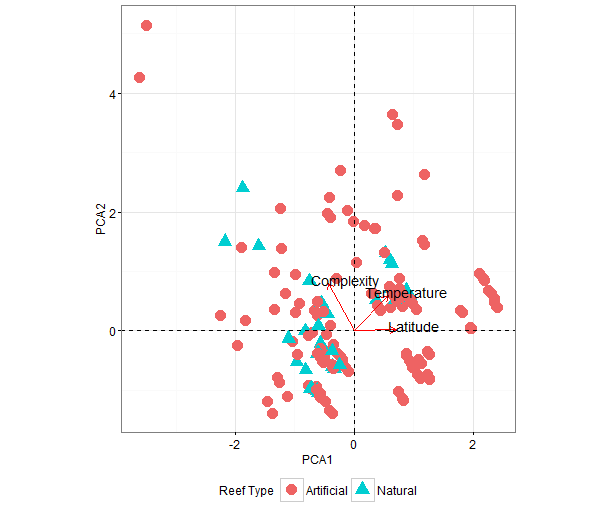 4
2
0
PCA2
Complexity
Temperature
Latitude
-2
0
2
PCA1
Reef Type Artificial Natural